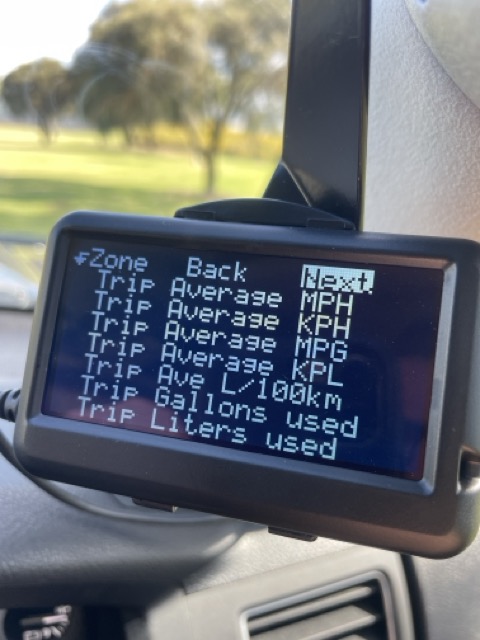 Zone Back Next
Trip Average MPH
Trip Average KPH
Trip Average MPG
Trip Average KPL
Trip Ave L/100km
Trip Gallons used
Trip Liters used